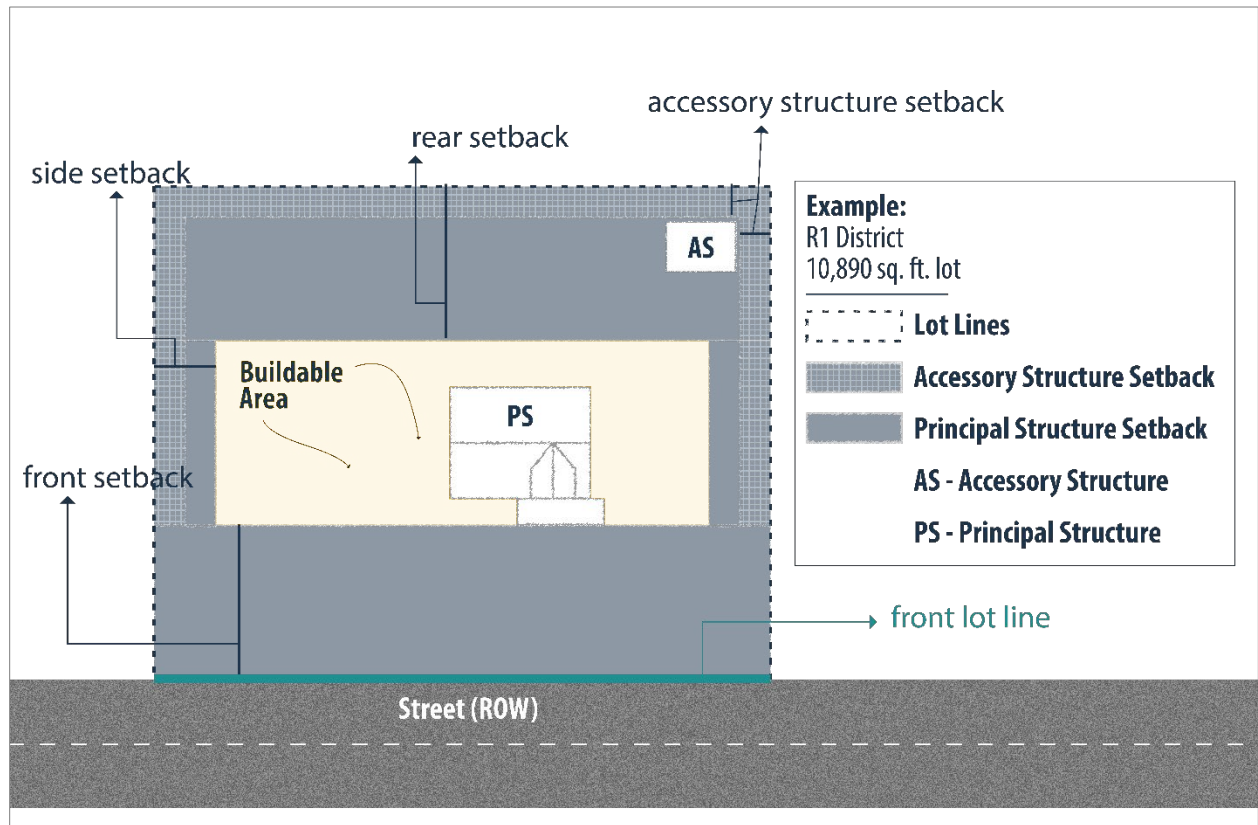 accessory structure setback
rear setback
side setback
Example:
R1 District
10,890 sq. ft. lot
AS
Lot Lines
Buildable
Area
Accessory Structure Setback
PS
Principal Structure Setback
front setback
AS - Accessory Structure
PS - Principal Structure
front lot line
Street (ROW)